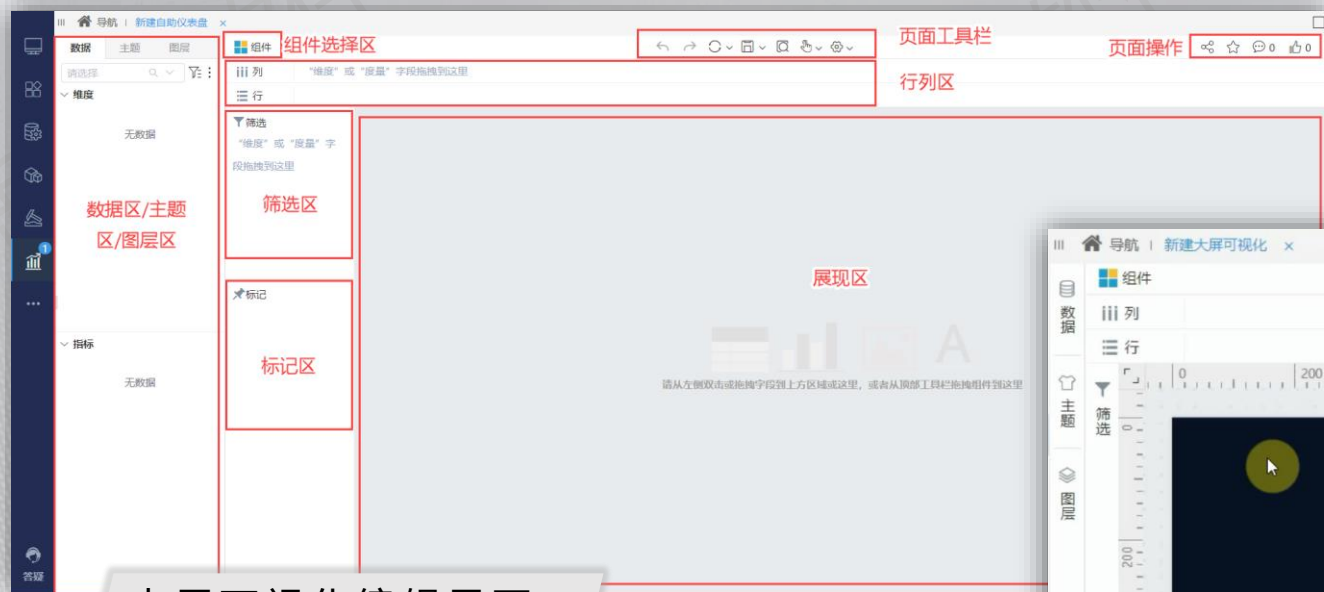 导航 | 新建自助仪表盘 ×
数据 主题 图层
请选择
维度
无数据
数据区/主题
区/图层区
指标
无数据
1
答疑
组件 组件选择区
页面工具栏
页面操作
0 0
列 "维度" 或 "度量" 字段拖拽到这里
行
行列区
筛选
"维度" 或 "度量" 字
段拖拽到这里
筛选区
标记
标记区
展现区
A
请从左侧双击或拖拽字段到上方区域或这里，或者从顶部工具栏拖拽组件到这里
导航 | 新建大屏可视化 ×
组件
数据
列
行
主题
筛选
图层
0 200
0
200